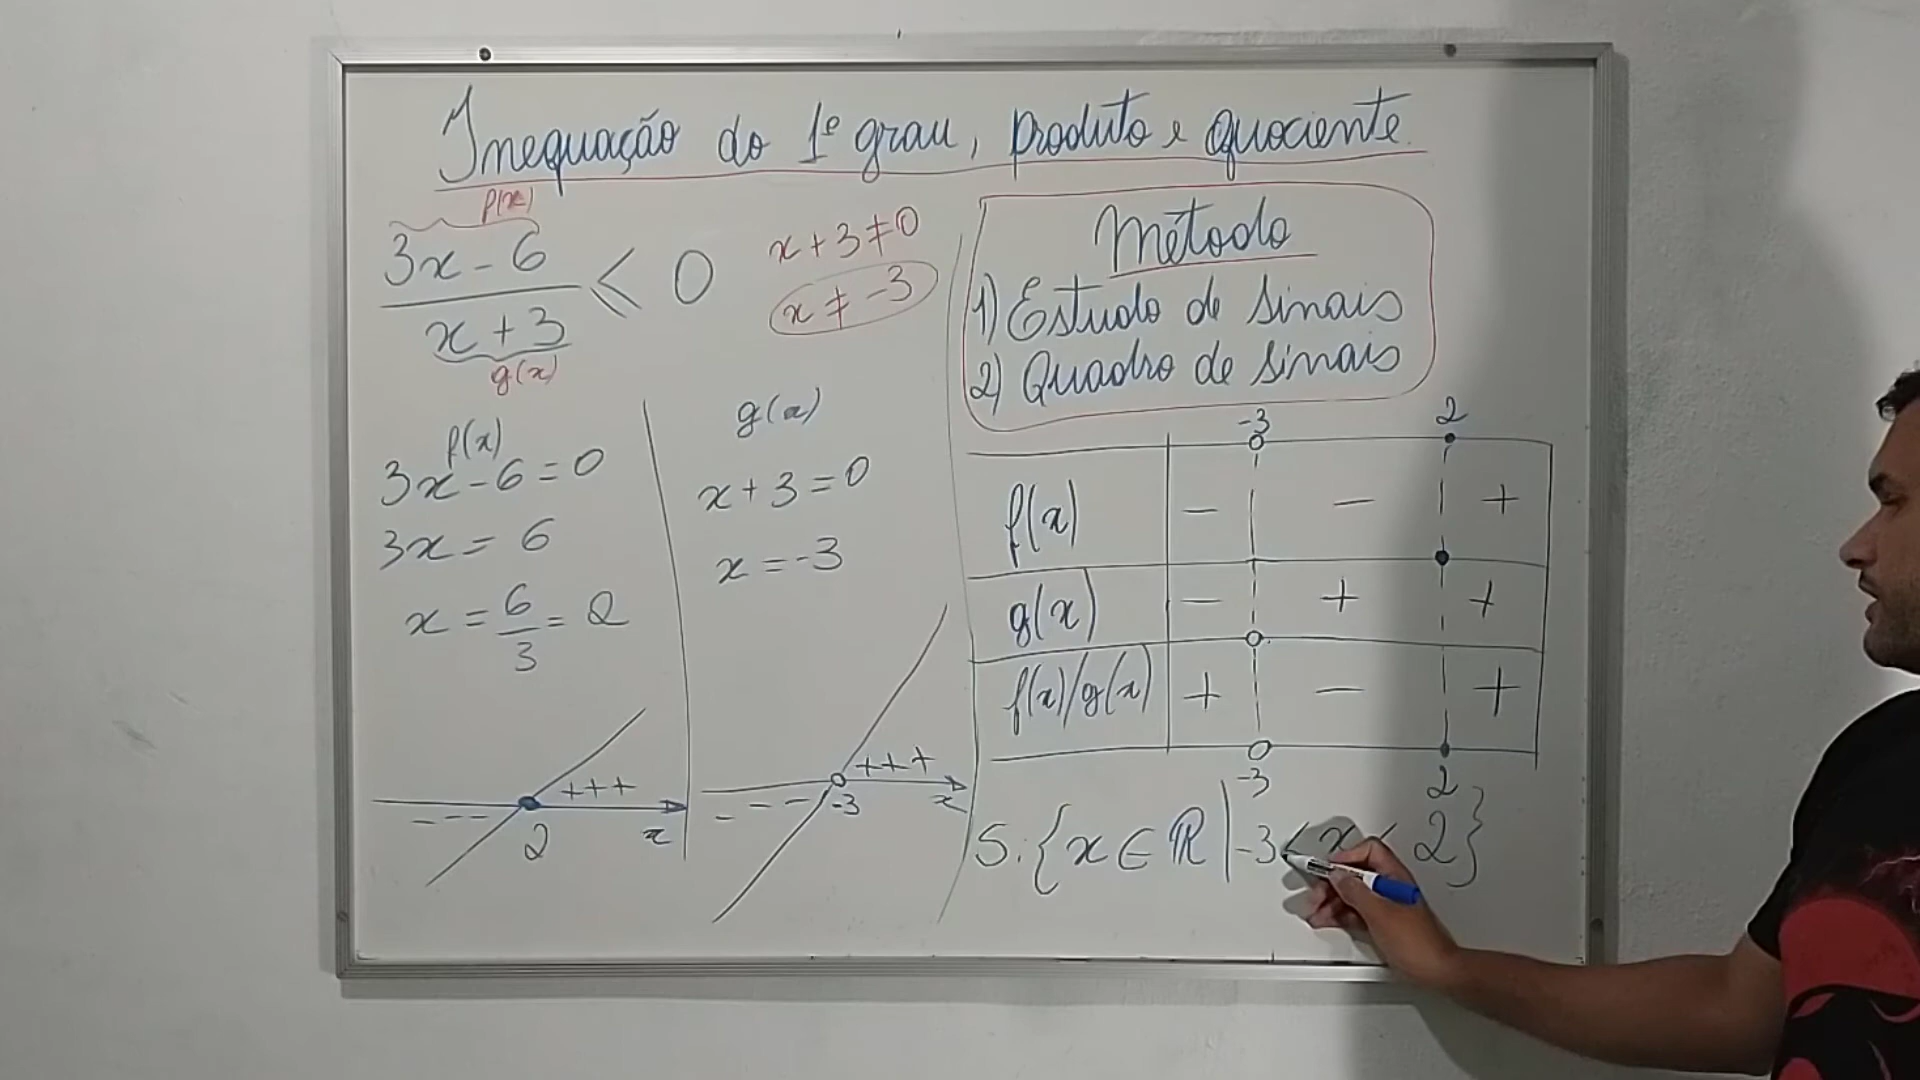 Inequação do 1º grau, produto e quociente.
f(x)
3x - 6
x + 3
g(x)
≤ 0
x + 3 ≠ 0
x ≠ -3
Método
1) Estudo de sinais
2) Quadro de sinais
f(x)
3x - 6 = 0
3x = 6
x = 6/3 = 2
+++
---
2
x
g(x)
x + 3 = 0
x = -3
+++
---
-3
x
-3 2
f(x) - - +
g(x) - + +
f(x)/g(x) + - +
-3 2
S: {x ∈ ℝ | -3 < x < 2}